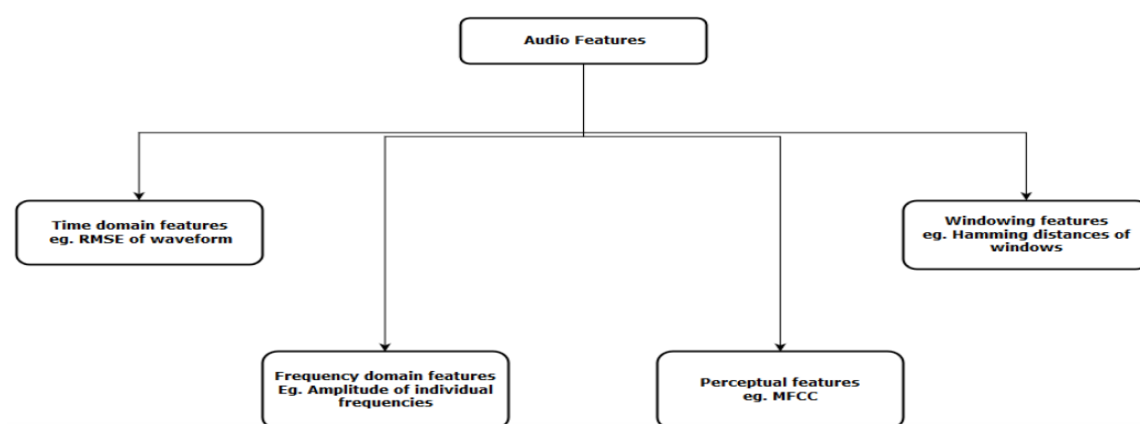 Audio Features
Time domain features
eg. RMSE of waveform
Windowing features
eg. Hamming distances of
windows
Frequency domain features
Eg. Amplitude of individual
frequencies
Perceptual features
eg. MFCC